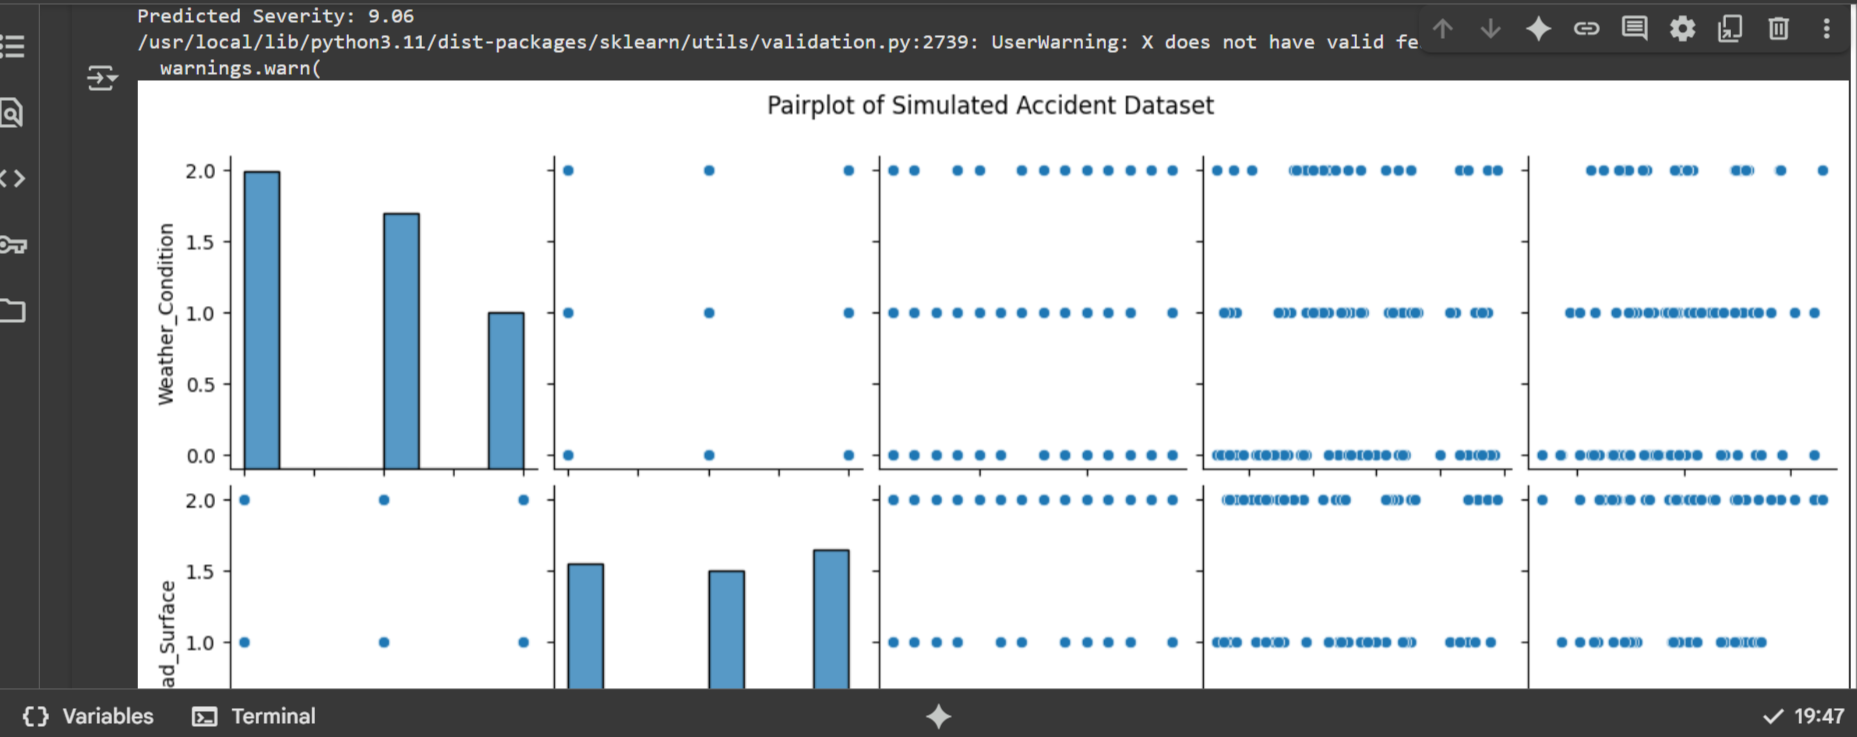 Predicted Severity: 9.06
/usr/local/lib/python3.11/dist-packages/sklearn/utils/validation.py:2739: UserWarning: X does not have valid fe
warnings.warn(
Pairplot of Simulated Accident Dataset
2.0
1.5
1.0
0.5
0.0
Weather_Condition
2.0
1.5
1.0
ad_Surface
Variables
Terminal
19:47